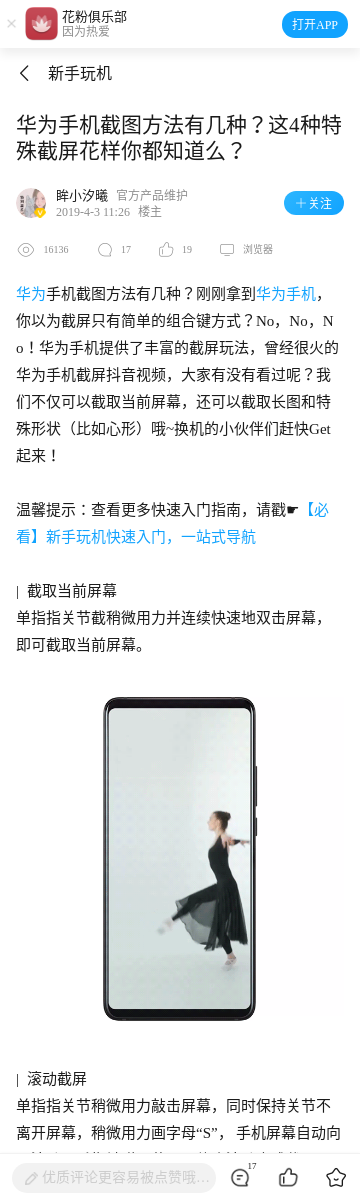 花粉俱乐部
因为热爱
打开APP
新手玩机
华为手机截图方法有几种？这4种特
殊截屏花样你都知道么？
眸小汐曦 官方产品维护
2019-4-3 11:26 楼主
＋关注
16136 17 19 浏览器
华为手机截图方法有几种？刚刚拿到华为手机，
你以为截屏只有简单的组合键方式？No，No，N
o！华为手机提供了丰富的截屏玩法，曾经很火的
华为手机截屏抖音视频，大家有没有看过呢？我
们不仅可以截取当前屏幕，还可以截取长图和特
殊形状（比如心形）哦~换机的小伙伴们赶快Get
起来！
温馨提示：查看更多快速入门指南，请戳☛【必
看】新手玩机快速入门，一站式导航
| 截取当前屏幕
单指指关节截稍微用力并连续快速地双击屏幕，
即可截取当前屏幕。
| 滚动截屏
单指指关节稍微用力敲击屏幕，同时保持关节不
离开屏幕，稍微用力画字母“S”， 手机屏幕自动向
优质评论更容易被点赞哦…
17